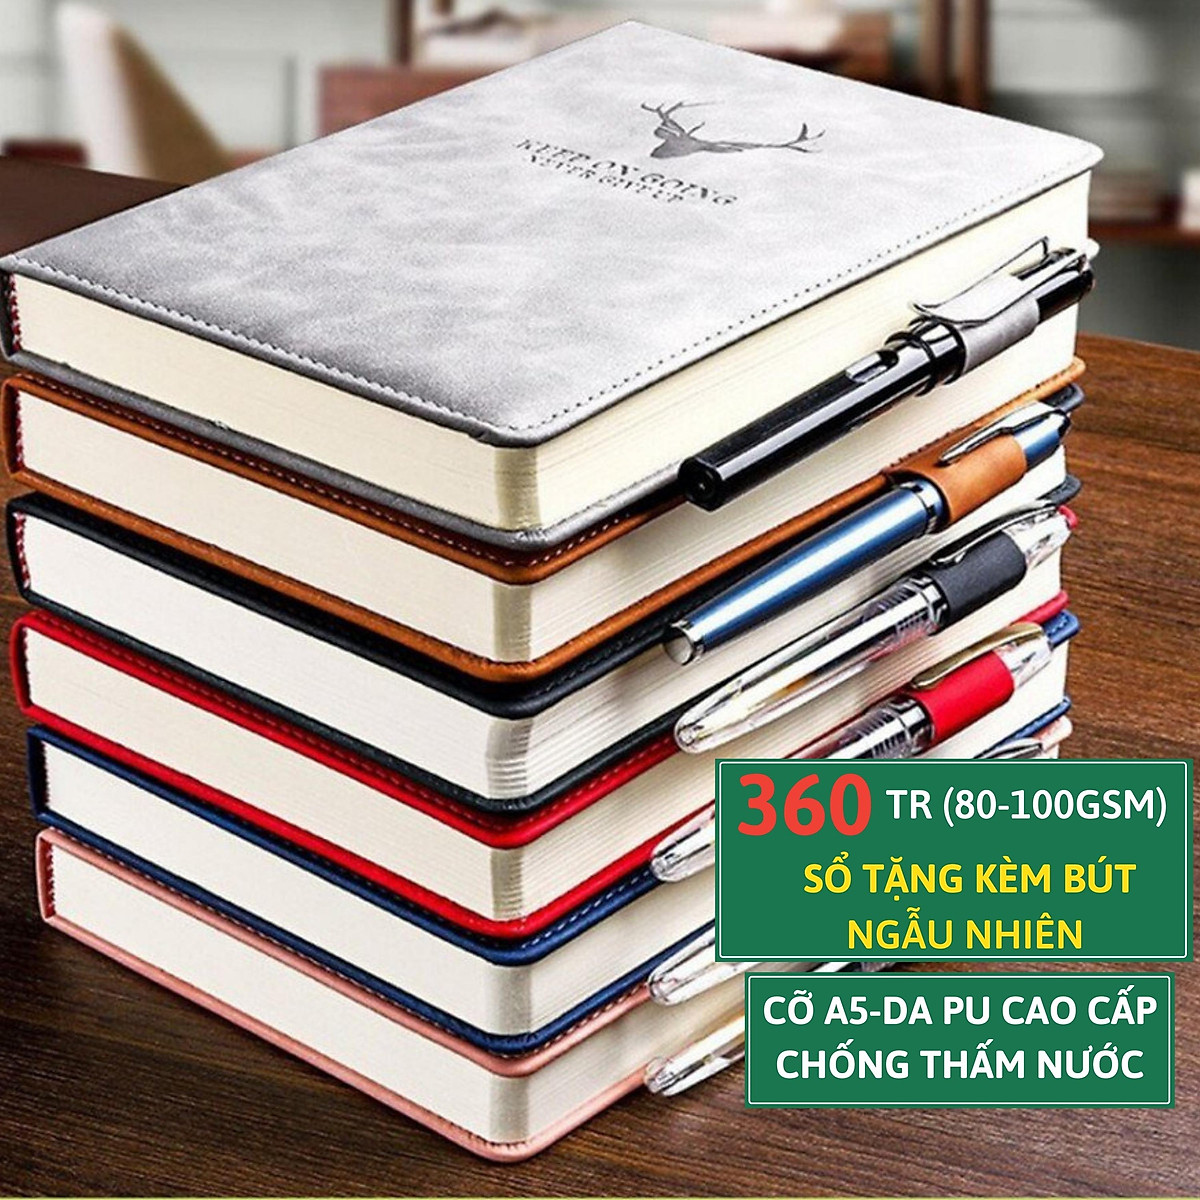 KEEP ON GOING
NEVER GIVE UP
360 TR (80-100GSM)
SỔ TẶNG KÈM BÚT
NGẪU NHIÊN
CỠ A5-DA PU CAO CẤP
CHỐNG THẤM NƯỚC